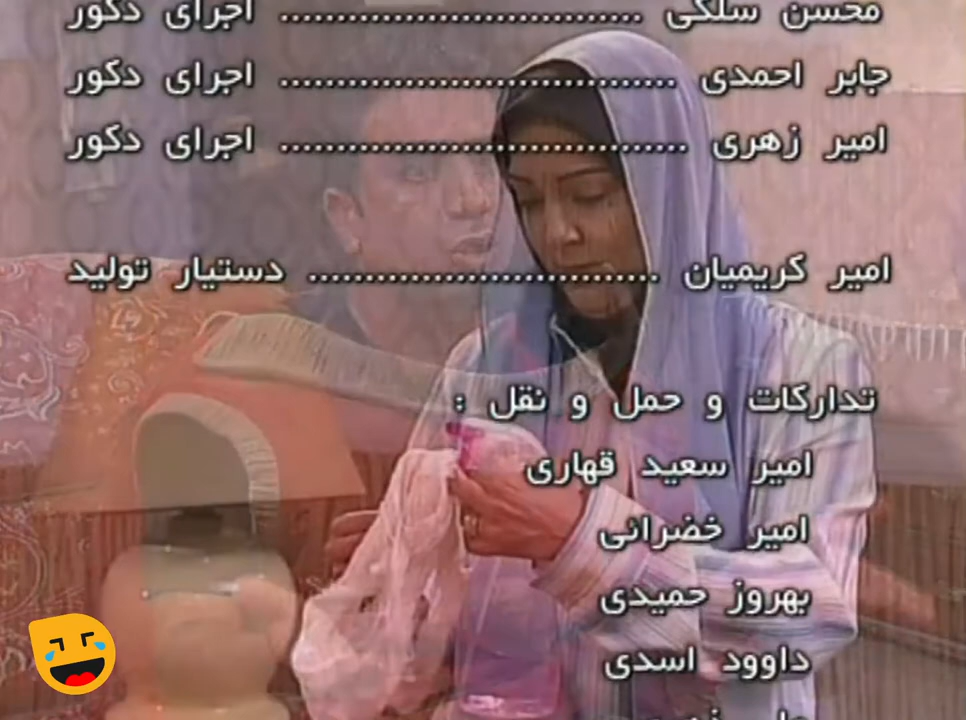 محسن سلگی ........................................ اجرای دکور
جابر احمدی ........................................ اجرای دکور
امیر زهری ........................................ اجرای دکور
امیر کریمیان .................................... دستیار تولید
تدارکات و حمل و نقل :
امیر سعید قهاری
امیر خضرائی
بهروز حمیدی
داوود اسدی